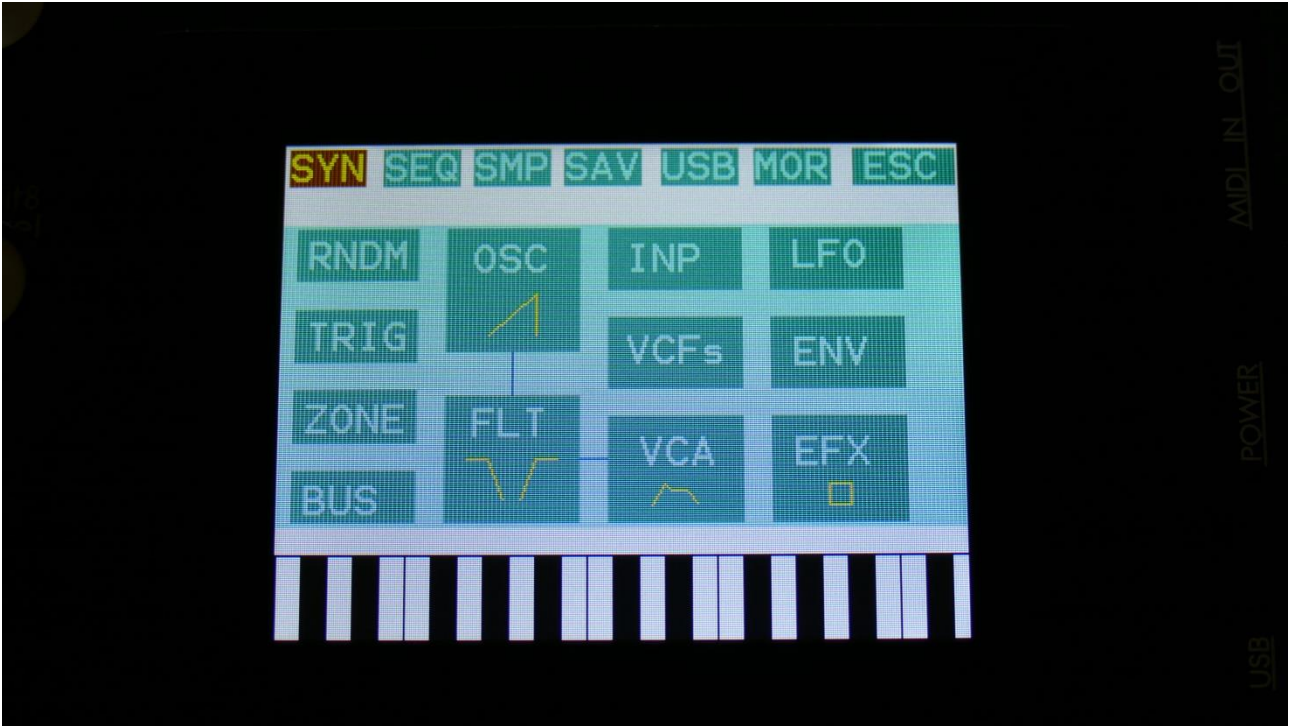 SYN SEQ SMP SAV USB MOR ESC
RNDM OSC INP LFO
TRIG VCFs ENV
ZONE FLT VCA EFX
BUS
MIDI IN OUT
POWER
USB